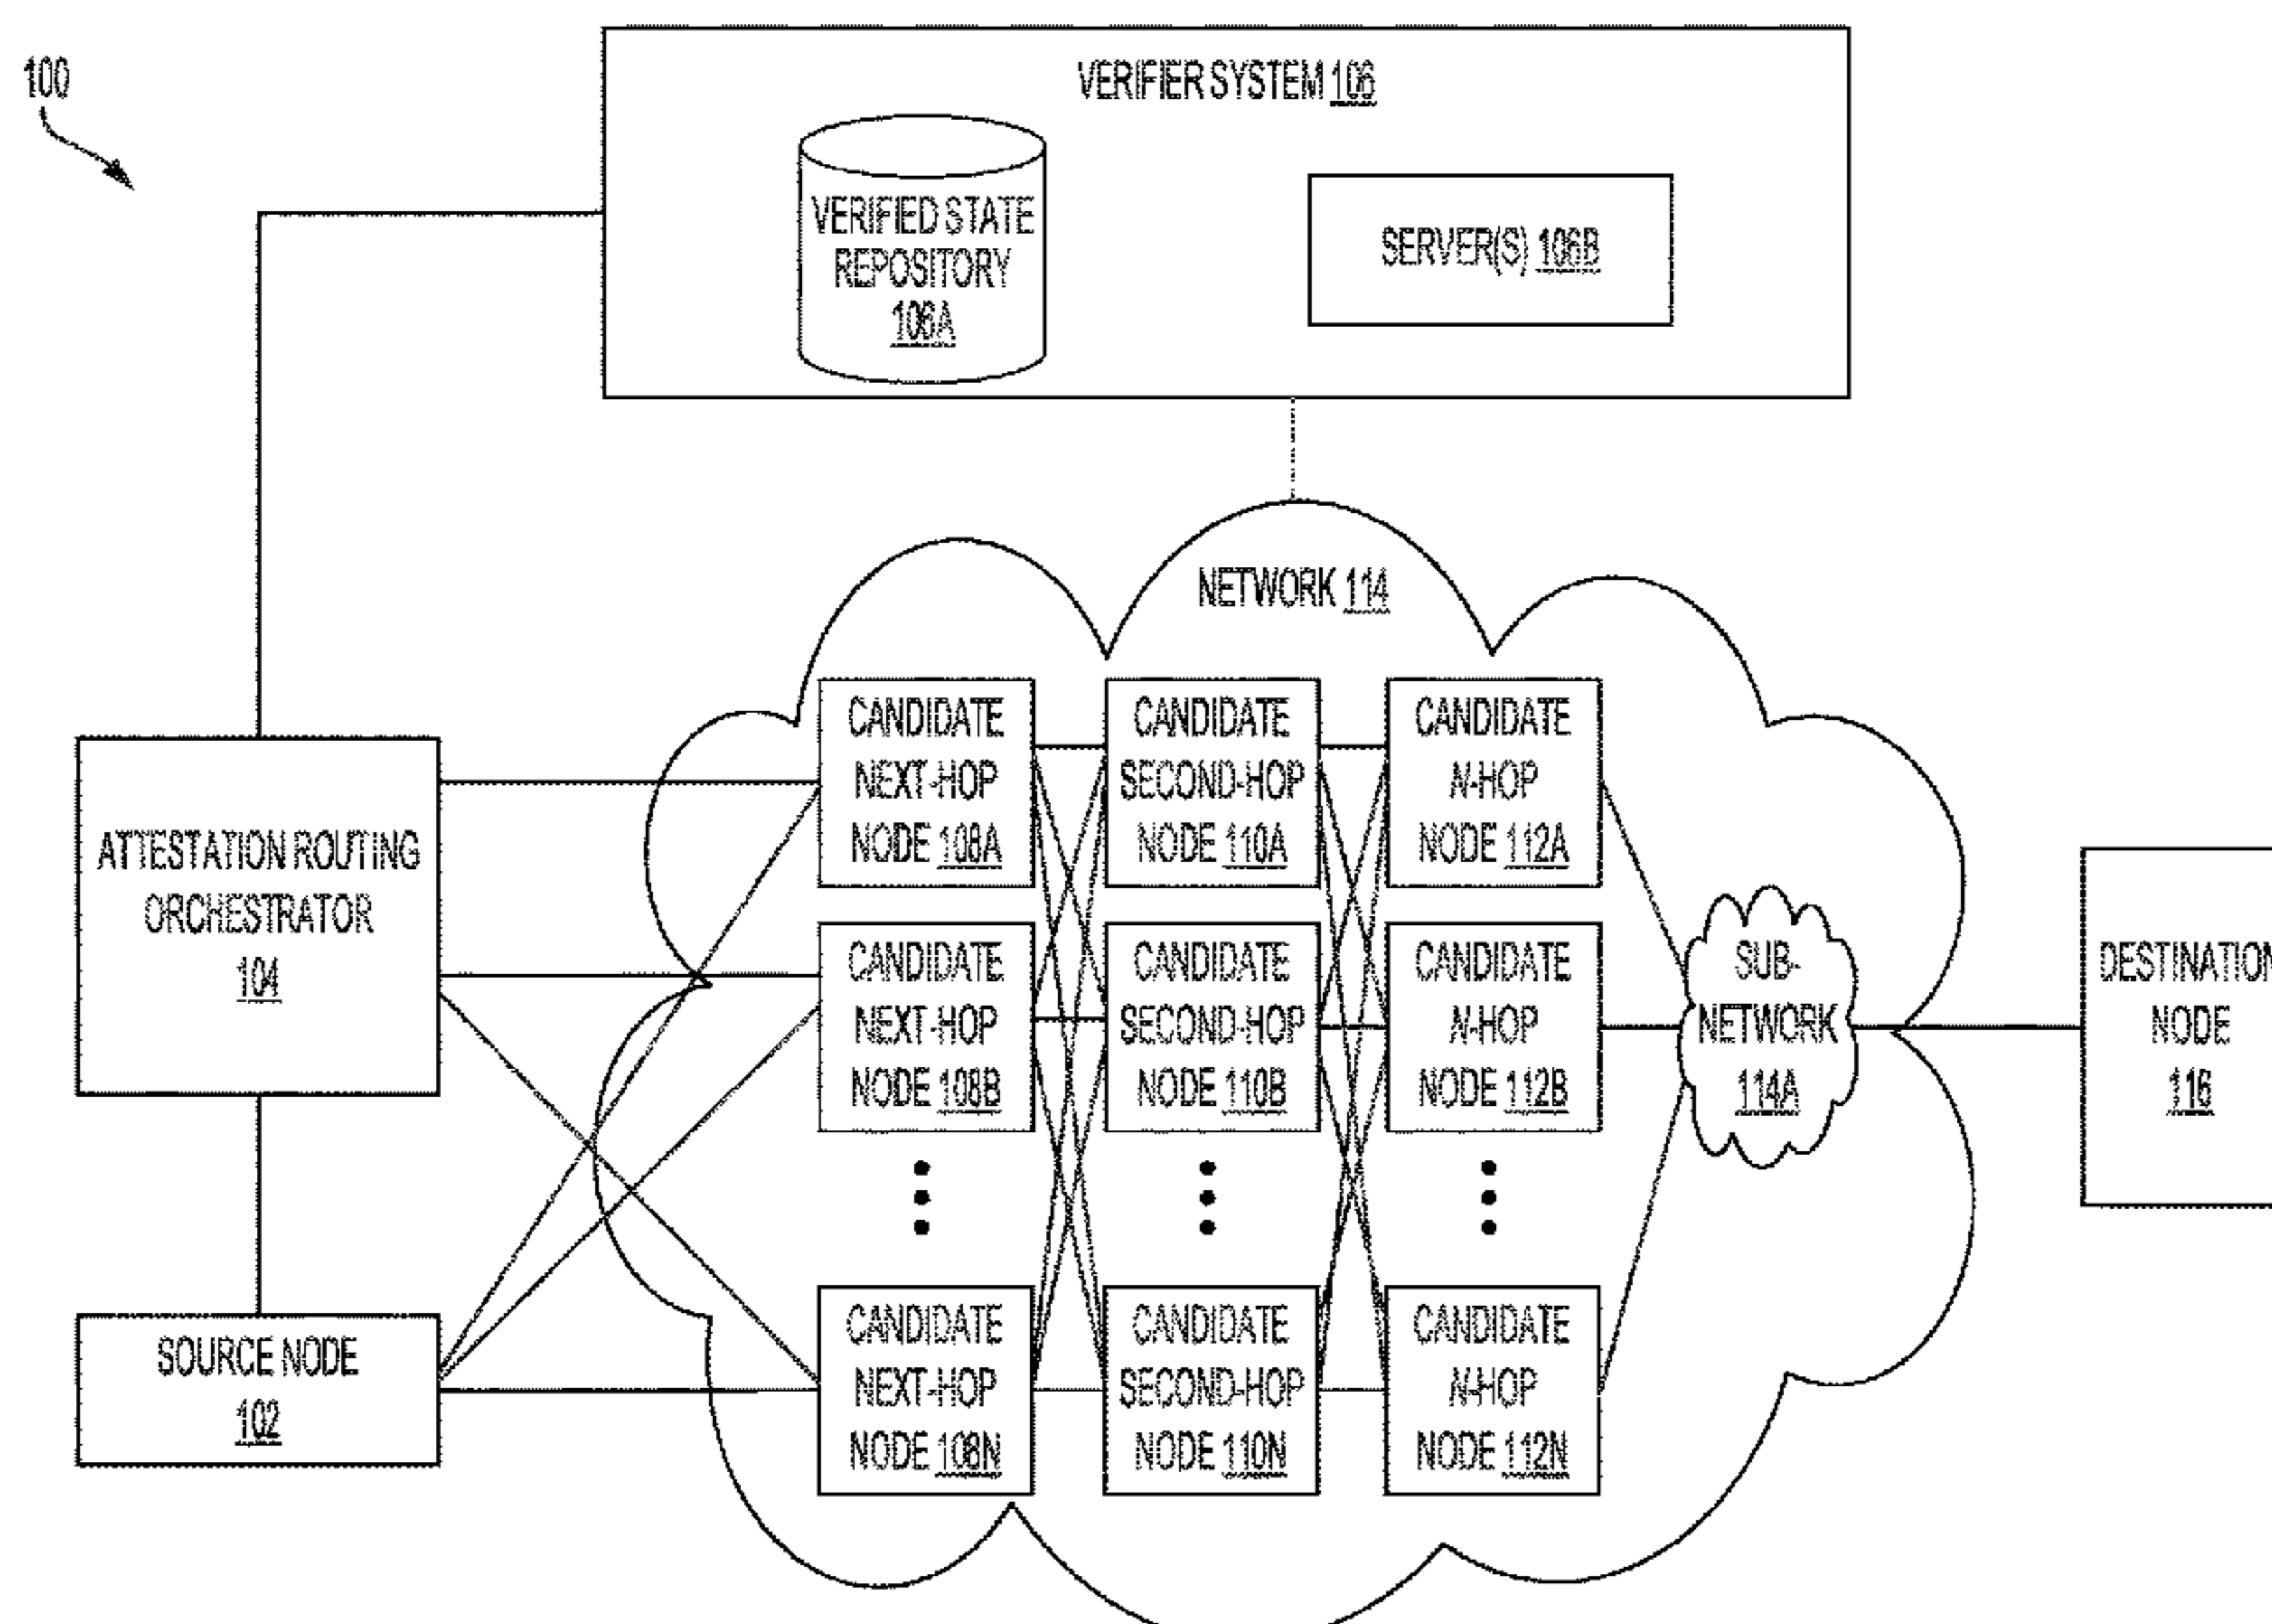 100
VERIFIER SYSTEM 106
VERIFIED STATE
REPOSITORY
106A
SERVER(S) 106B
NETWORK 114
ATTESTATION ROUTING
ORCHESTRATOR
104
SOURCE NODE
102
CANDIDATE
NEXT-HOP
NODE 108A
CANDIDATE
SECOND-HOP
NODE 110A
CANDIDATE
N-HOP
NODE 112A
CANDIDATE
NEXT-HOP
NODE 108B
CANDIDATE
SECOND-HOP
NODE 110B
CANDIDATE
N-HOP
NODE 112B
CANDIDATE
NEXT-HOP
NODE 108N
CANDIDATE
SECOND-HOP
NODE 110N
CANDIDATE
N-HOP
NODE 112N
SUB-
NETWORK
114A
DESTINATION
NODE
116